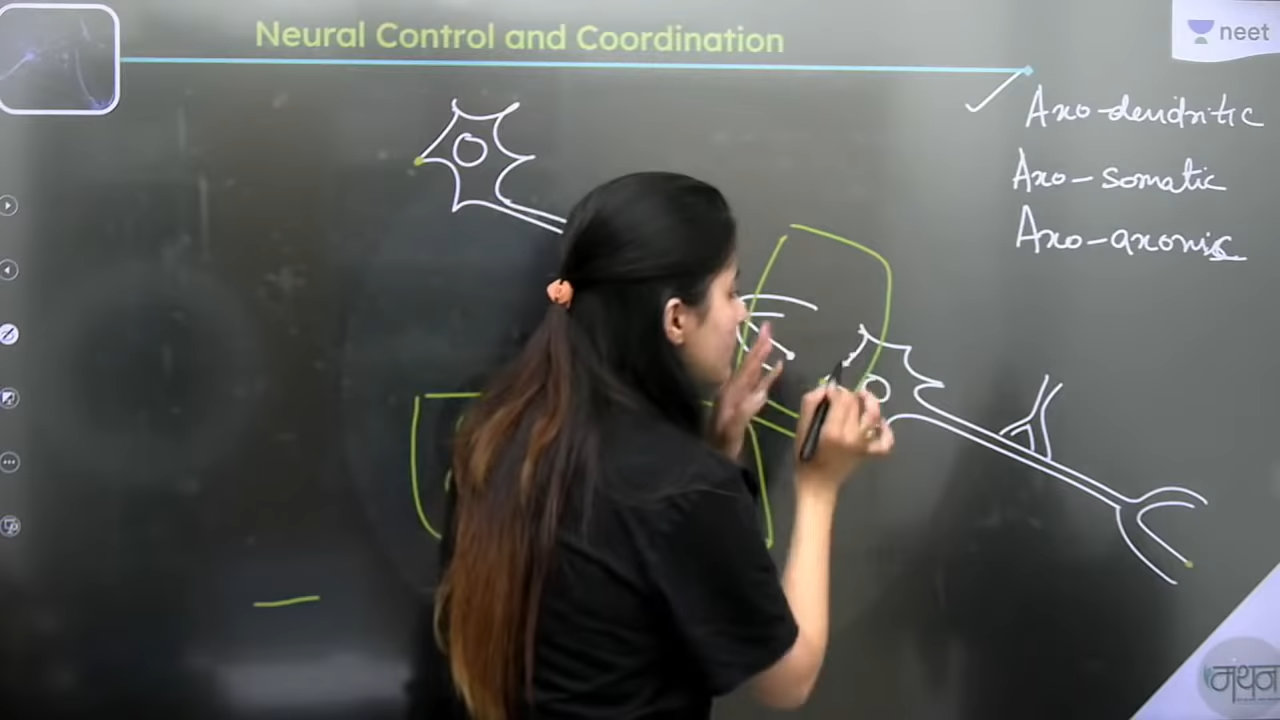 Neural Control and Coordination
neet
Axo-dendritic
Axo-somatic
Axo-axonic
मंथन